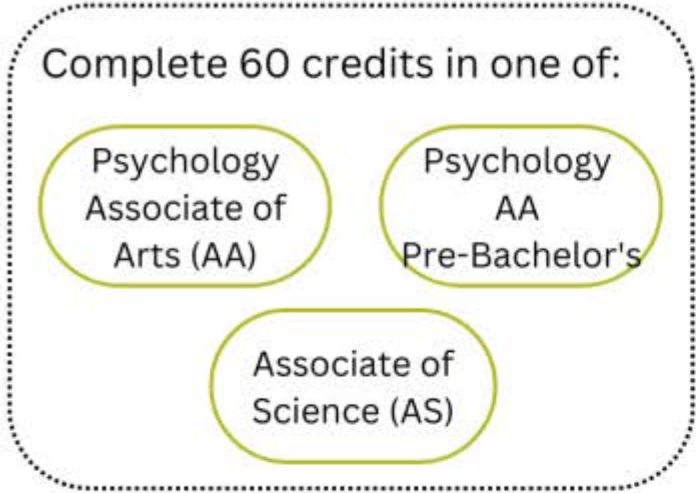 Complete 60 credits in one of:
Psychology
Associate of
Arts (AA)
Psychology
AA
Pre-Bachelor's
Associate of
Science (AS)